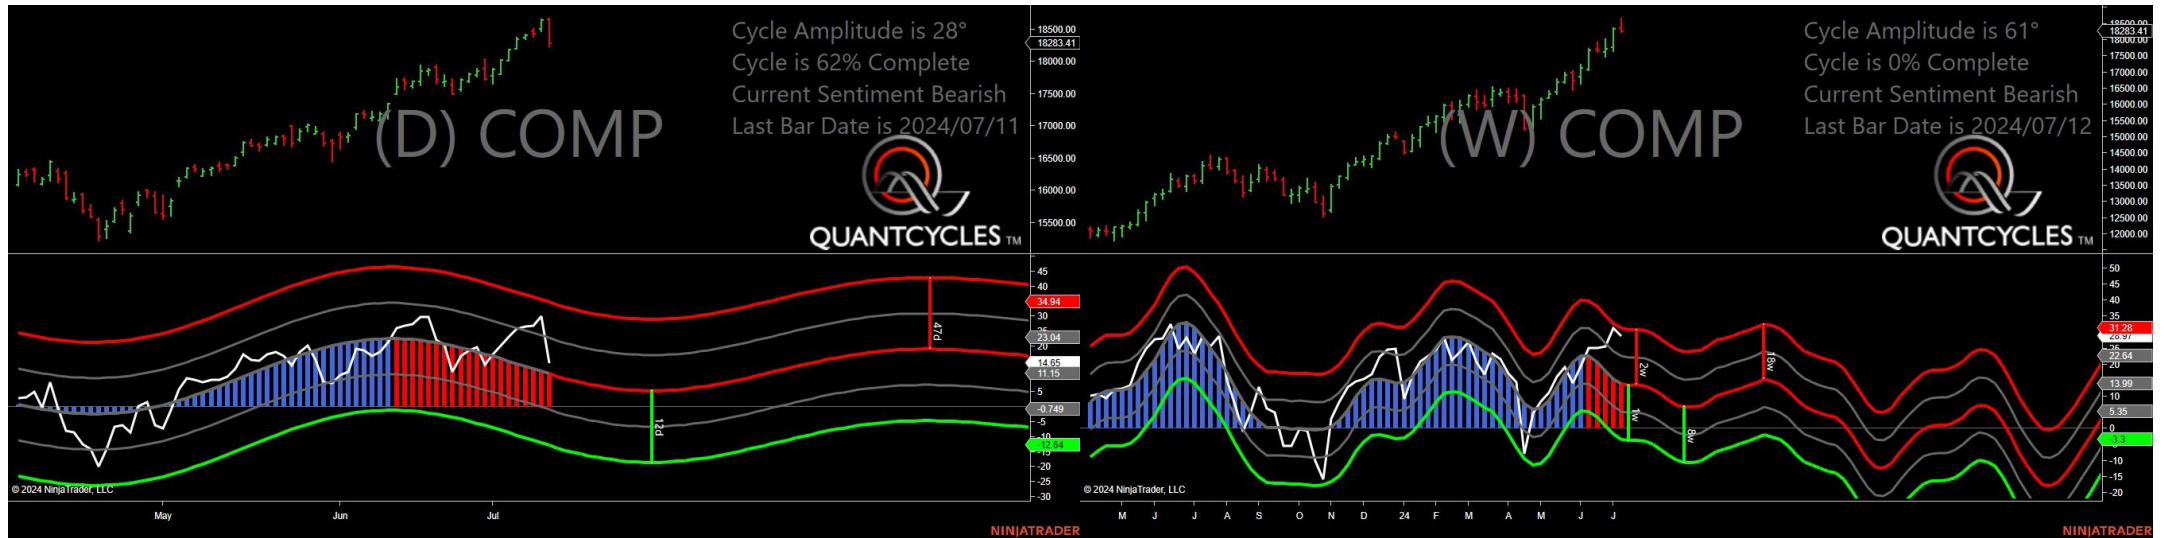 Cycle Amplitude is 28°
Cycle is 62% Complete
Current Sentiment Bearish
Last Bar Date is 2024/07/11
(D) COMP
QUANTCYCLES TM
18500.00
18283.41
18000.00
17500.00
17000.00
16500.00
16000.00
15500.00
45
40
34.94
30
25
23.04
14.65
11.15
5
-0.749
-5
-10
-12.64
-15
-20
-25
-30
47d
12d
© 2024 NinjaTrader, LLC
May
Jun
Jul
NINJATRADER
Cycle Amplitude is 61°
Cycle is 0% Complete
Current Sentiment Bearish
Last Bar Date is 2024/07/12
(W) COMP
QUANTCYCLES TM
18500.00
18283.41
18000.00
17500.00
17000.00
16500.00
16000.00
15500.00
15000.00
14500.00
14000.00
13500.00
13000.00
12500.00
12000.00
50
45
40
35
31.28
28.97
25
22.64
20
13.99
10
5.35
0
-3.3
-10
-15
-20
2w
1w
8w
18w
© 2024 NinjaTrader, LLC
M
J
J
A
S
O
N
D
24
F
M
A
M
J
J
NINJATRADER